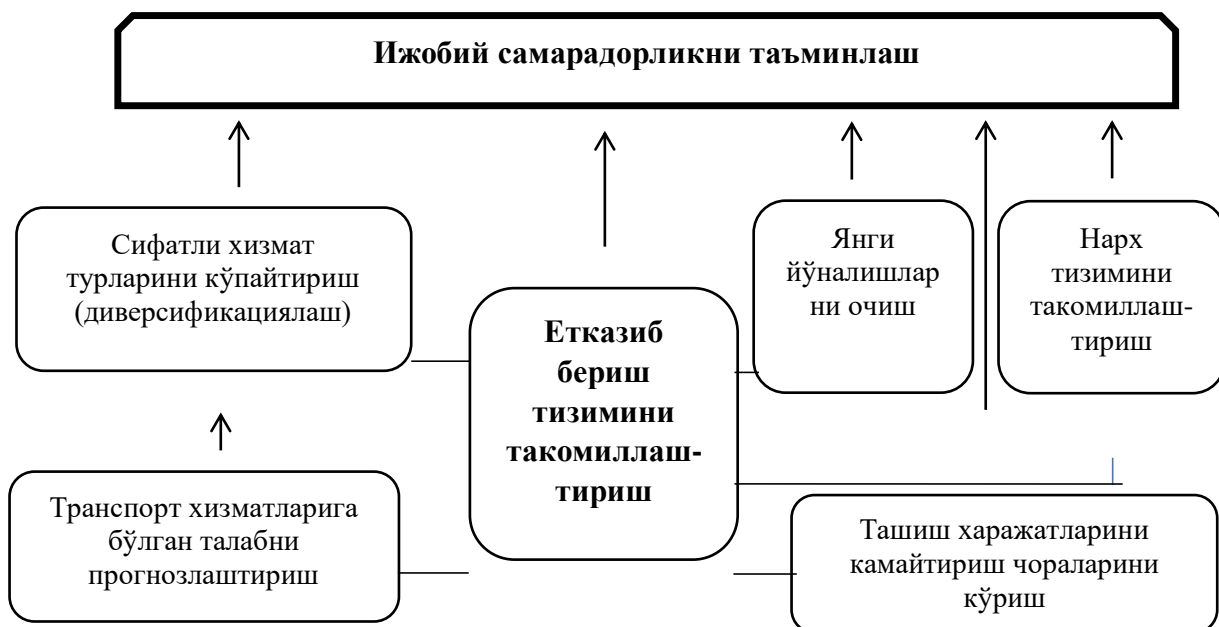 Ижобий самарадорликни таъминлаш
Сифатли хизмат
турларини кўпайтириш
(диверсификациялаш)
Етказиб
бериш
тизимини
такомиллаш-
тириш
Янги
йўналишлар
ни очиш
Нарх
тизимини
такомиллаш-
тириш
Транспорт хизматларига
бўлган талабни
прогнозлаштириш
Ташиш харажатларини
камайтириш чораларини
кўриш